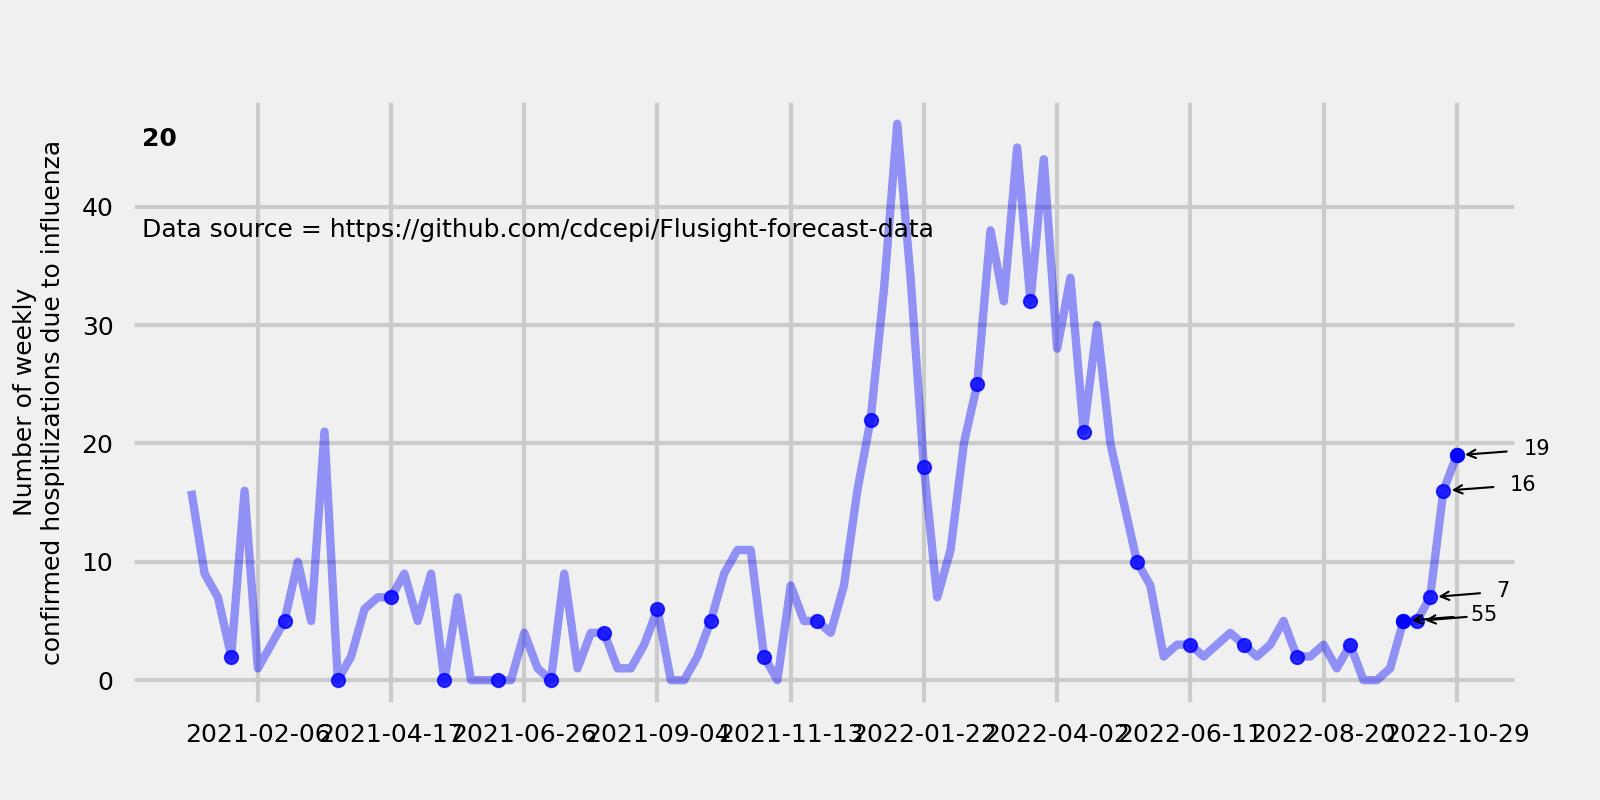 20
Data source = https://github.com/cdcepi/Flusight-forecast-data
Number of weekly
confirmed hospitlizations due to influenza
40
30
20
10
0
19
16
7
55
2021-02-06 2021-04-17 2021-06-26 2021-09-04 2021-11-13 2022-01-22 2022-04-02 2022-06-11 2022-08-20 2022-10-29